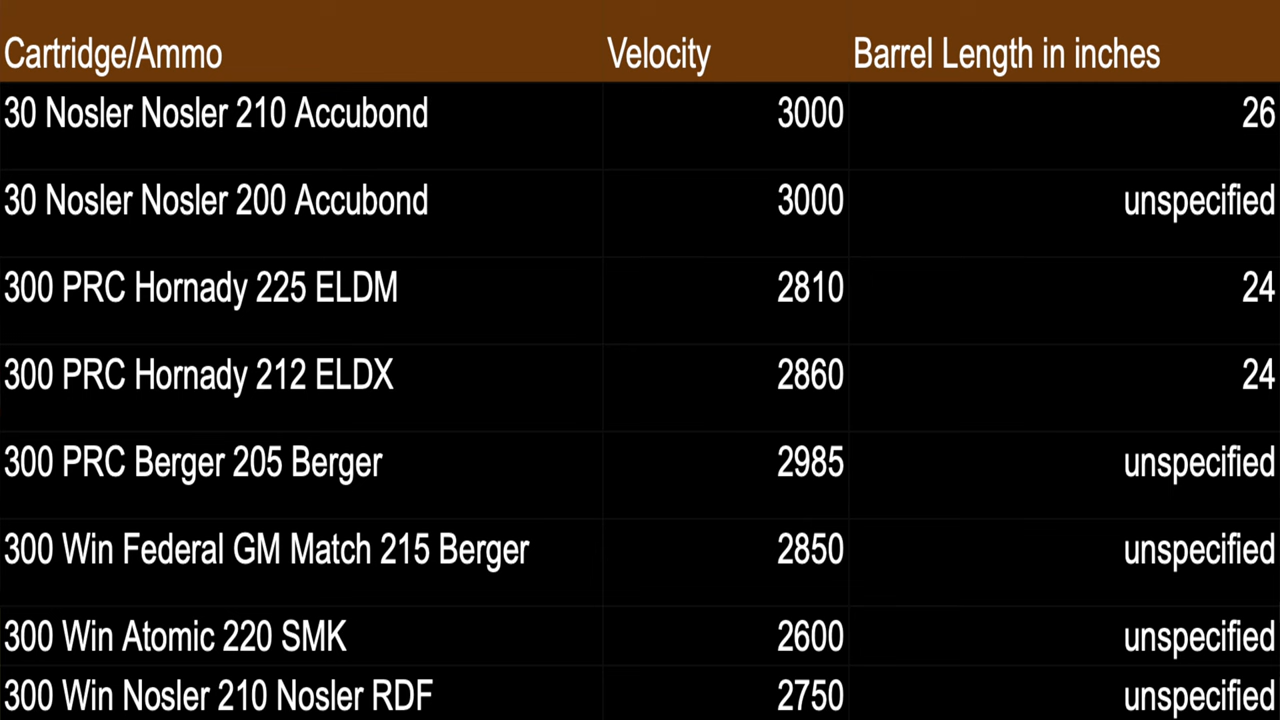 Cartridge/Ammo Velocity Barrel Length in inches
30 Nosler Nosler 210 Accubond 3000 26
30 Nosler Nosler 200 Accubond 3000 unspecified
300 PRC Hornady 225 ELDM 2810 24
300 PRC Hornady 212 ELDX 2860 24
300 PRC Berger 205 Berger 2985 unspecified
300 Win Federal GM Match 215 Berger 2850 unspecified
300 Win Atomic 220 SMK 2600 unspecified
300 Win Nosler 210 Nosler RDF 2750 unspecified